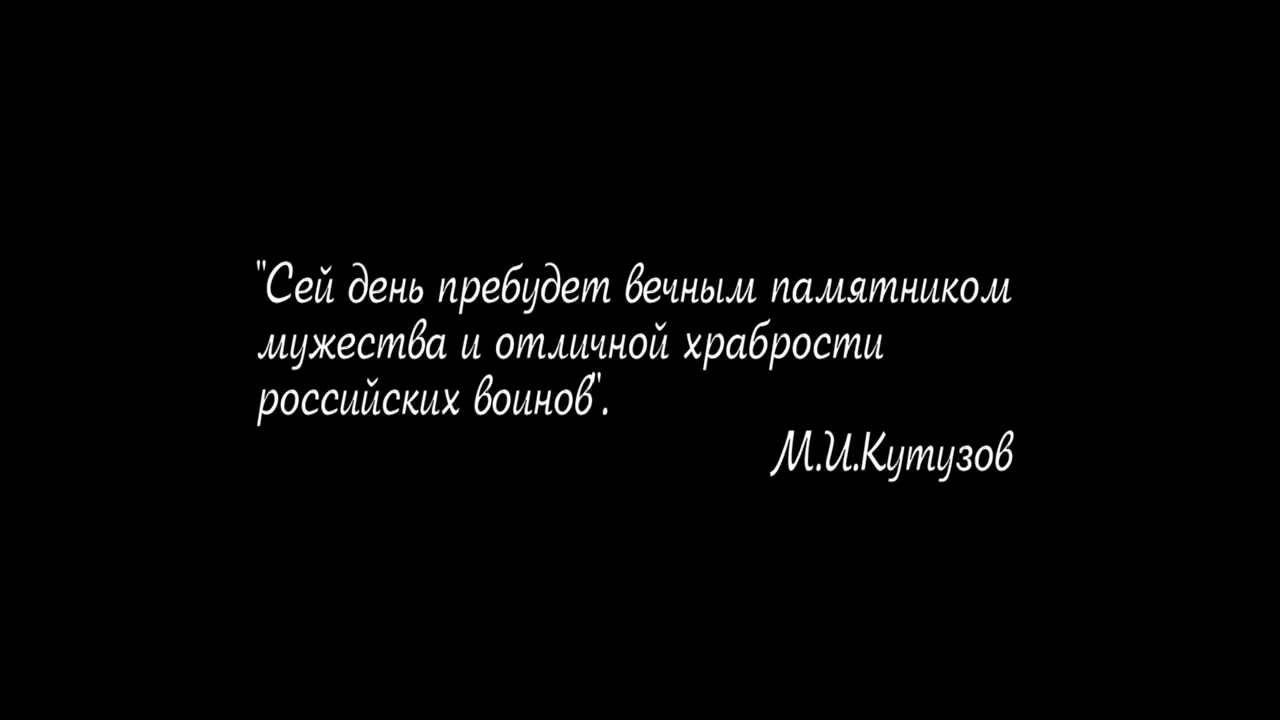 "Сей день пребудет вечным памятником
мужества и отличной храбрости
российских воинов".
М.И.Кутузов